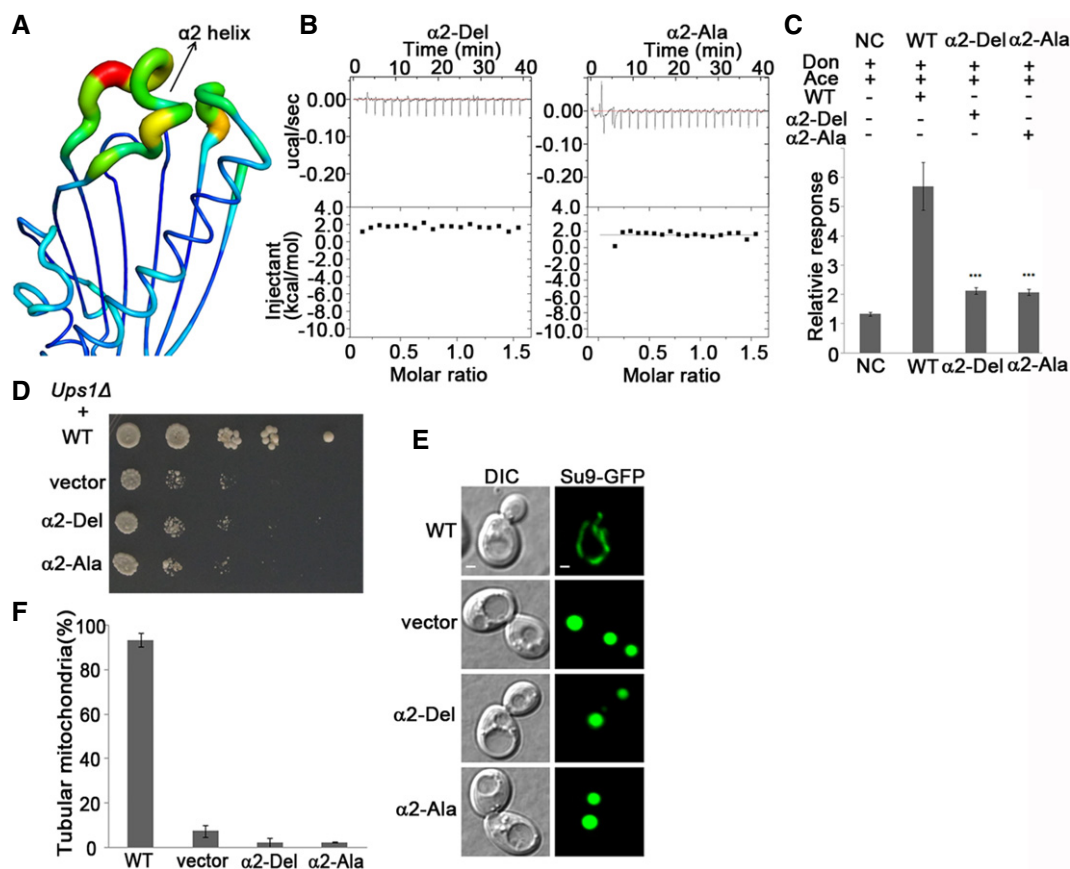 A
α2 helix
B
α2-Del
Time (min)
0 10 20 30 40
0.00
-0.10
-0.20
ucal/sec
4.0
2.0
0.0
-2.0
-4.0
-6.0
-8.0
-10.0
Injectant
(kcal/mol)
0 0.5 1.0 1.5
Molar ratio
α2-Ala
Time (min)
0 10 20 30 40
0.00
-0.10
-0.20
4.0
2.0
0.0
-2.0
-4.0
-6.0
-8.0
-10.0
0 0.5 1.0 1.5
Molar ratio
C
NC WT α2-Del α2-Ala
Don + + + +
Ace + + + +
WT - + - -
α2-Del - - + -
α2-Ala - - - +
Relativie response
6
5
4
3
2
1
0
*** ***
NC WT α2-Del α2-Ala
D
Ups1Δ
+
WT
vector
α2-Del
α2-Ala
E
DIC Su9-GFP
WT
vector
α2-Del
α2-Ala
F
Tubular mitochondria(%)
100
80
60
40
20
0
WT vector α2-Del α2-Ala